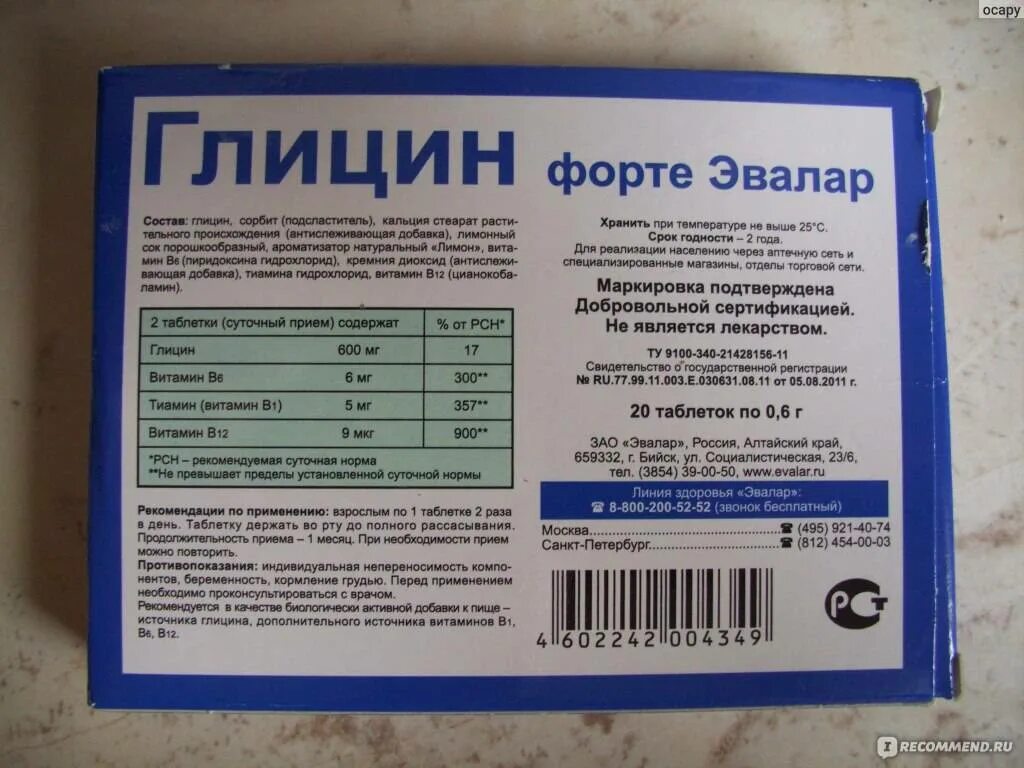 осару
Глицин форте Эвалар
Состав: глицин, сорбит (подсластитель), кальция стеарат расти-
тельного происхождения (антислеживающая добавка), лимонный
сок порошкообразный, ароматизатор натуральный «Лимон», вита-
мин В6 (пиридоксина гидрохлорид), кремния диоксид (антислежи-
вающая добавка), тиамина гидрохлорид, витамин В12 (цианокоба-
ламин).
2 таблетки (суточный прием) содержат % от РСН*
Глицин 600 мг 17
Витамин В6 6 мг 300**
Тиамин (витамин В1) 5 мг 357**
Витамин В12 9 мкг 900**
*РСН – рекомендуемая суточная норма
**Не превышает пределы установленной суточной нормы
Рекомендации по применению: взрослым по 1 таблетке 2 раза
в день. Таблетку держать во рту до полного рассасывания.
Продолжительность приема – 1 месяц. При необходимости прием
можно повторить.
Противопоказания: индивидуальная непереносимость компо-
нентов, беременность, кормление грудью. Перед применением
необходимо проконсультироваться с врачом.
Рекомендуется в качестве биологически активной добавки к пище –
источника глицина, дополнительного источника витаминов В1,
В6, В12.
Хранить при температуре не выше 25°С.
Срок годности – 2 года.
Для реализации населению через аптечную сеть и
специализированные магазины, отделы торговой сети.
Маркировка подтверждена
Добровольной сертификацией.
Не является лекарством.
ТУ 9100-340-21428156-11
Свидетельство о государственной регистрации
№ RU.77.99.11.003.Е.030631.08.11 от 05.08.2011 г.
20 таблеток по 0,6 г
ЗАО «Эвалар», Россия, Алтайский край,
659332, г. Бийск, ул. Социалистическая, 23/6,
тел. (3854) 39-00-50, www.evalar.ru
Линия здоровья «Эвалар»:
☎ 8-800-200-52-52 (звонок бесплатный)
Москва........................................☎ (495) 921-40-74
Санкт-Петербург........................☎ (812) 454-00-03
4 602242 004349
РСТ
IRECOMMEND.RU